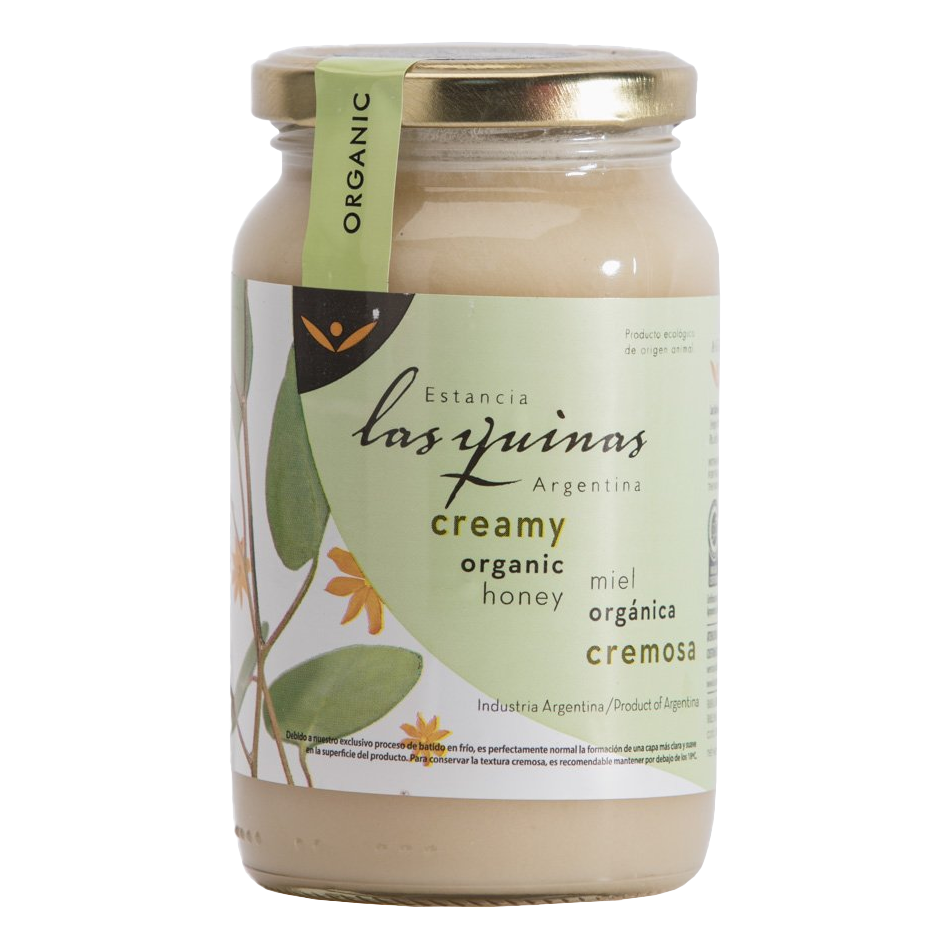 ORGANIC
Producto ecológico
de origen animal
Estancia
las quinas
Argentina
creamy
organic
honey
miel
orgánica
cremosa
Industria Argentina/Product of Argentina
Debido a nuestro exclusivo proceso de batido en frío, es perfectamente normal la formación de una capa más clara y suave
en la superficie del producto. Para conservar la textura cremosa, es recomendable mantener por debajo de los